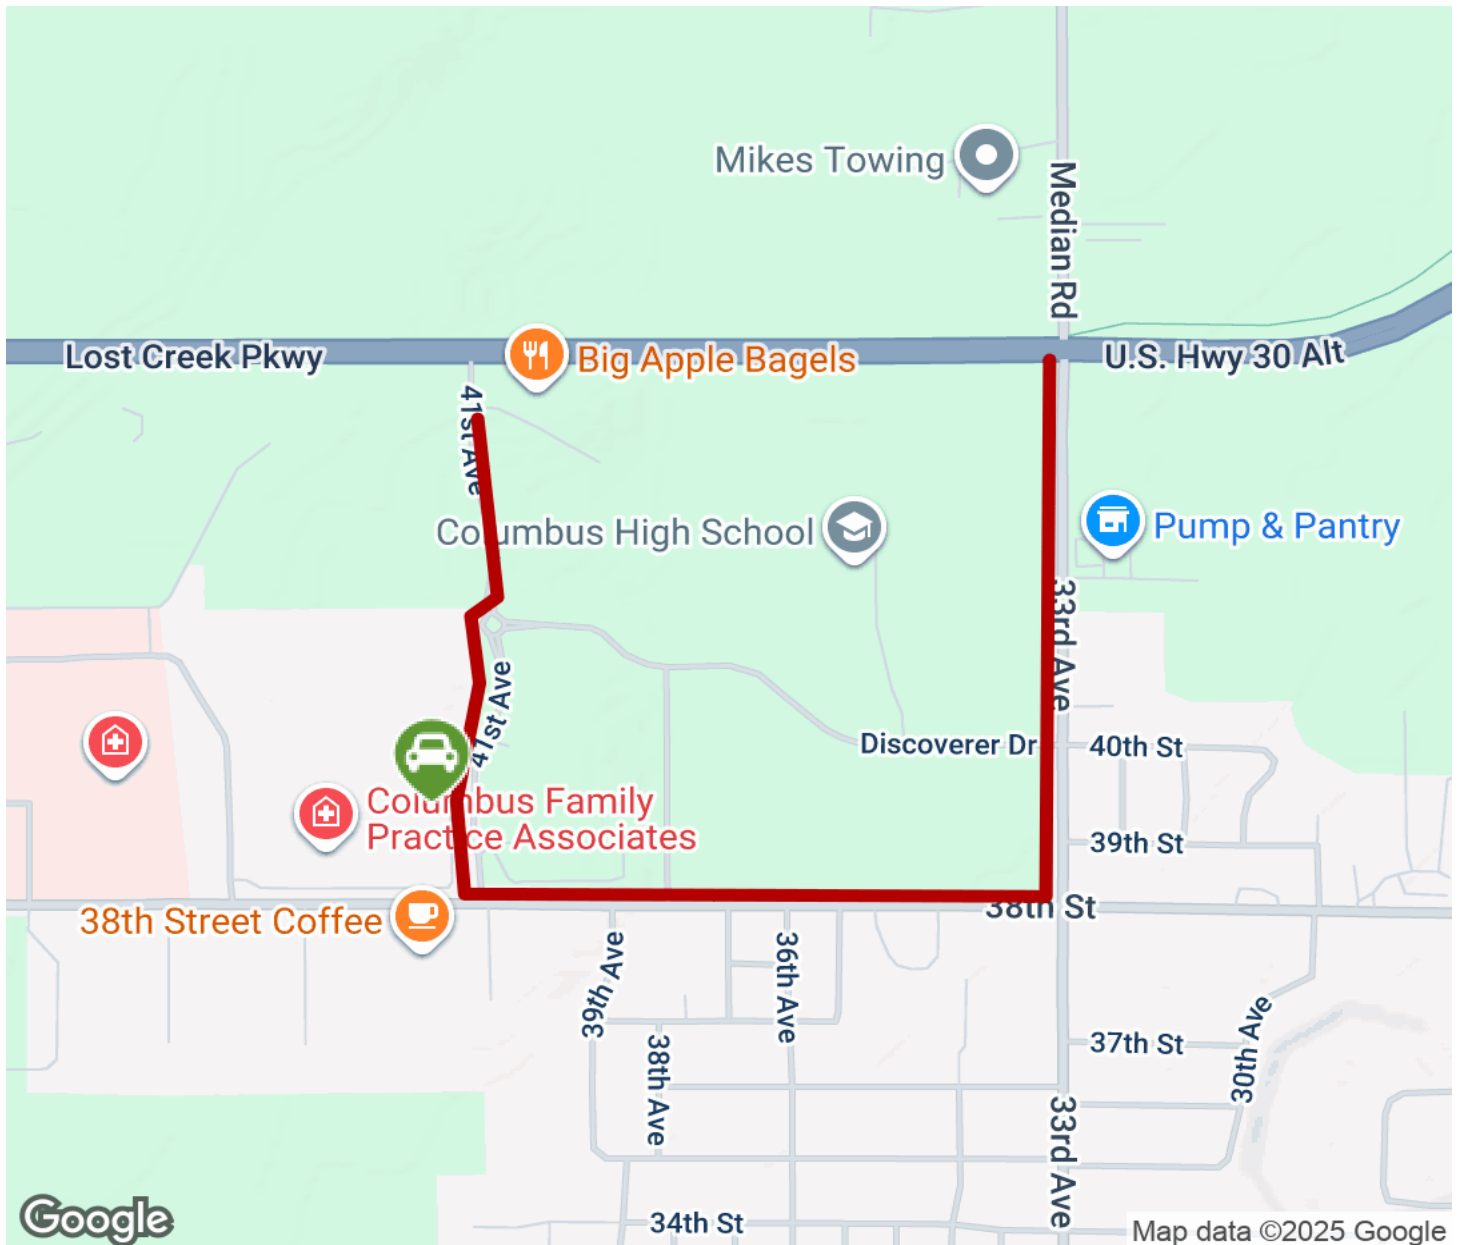 Mikes Towing
Median Rd
Lost Creek Pkwy
Big Apple Bagels
U.S. Hwy 30 Alt
41st Ave
Columbus High School
Pump & Pantry
33rd Ave
41st Ave
Discoverer Dr
40th St
Columbus Family
Practice Associates
39th St
38th Street Coffee
38th St
39th Ave
36th Ave
38th Ave
37th St
30th Ave
33rd Ave
34th St
Google
Map data ©2025 Google